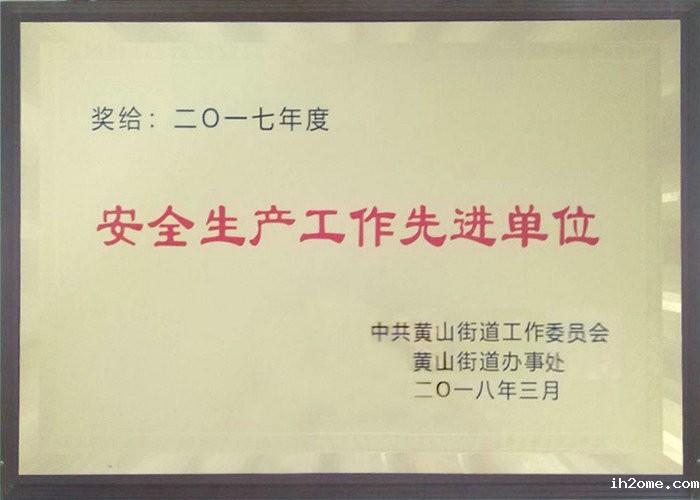 奖给：二〇一七年度
安全生产工作先进单位
中共黄山街道工作委员会
黄山街道办事处
二〇一八年三月
ih2ome.com